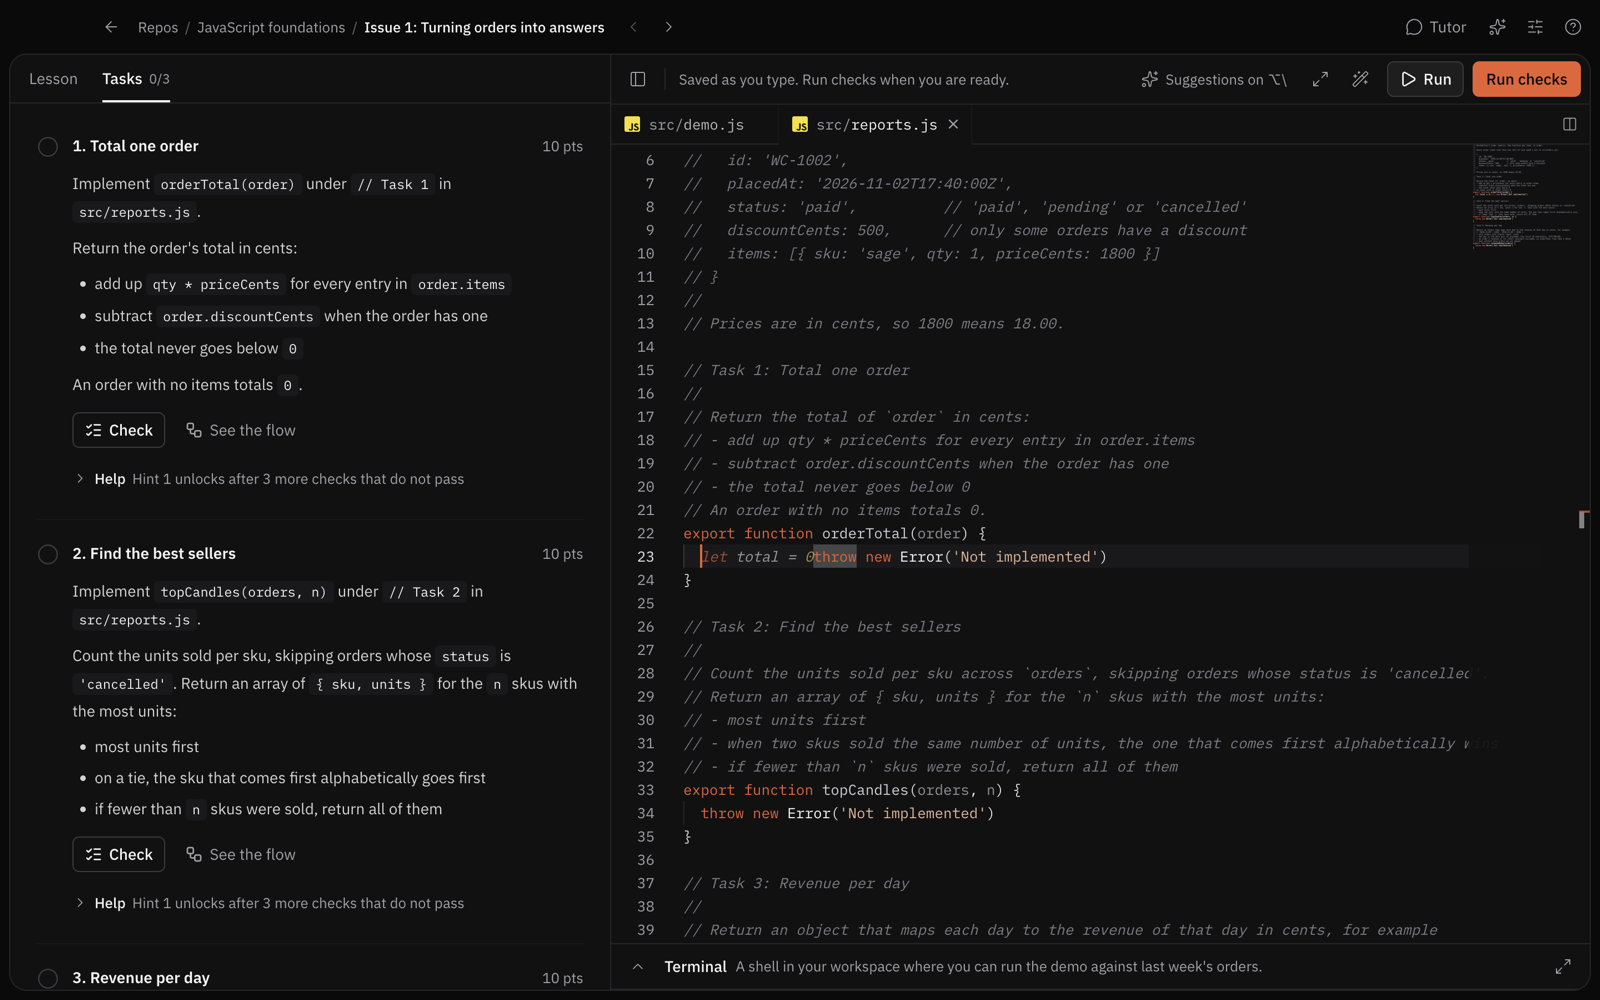 Repos / JavaScript foundations / Issue 1: Turning orders into answers
Tutor
Lesson
Tasks 0/3
1. Total one order 10 pts
Implement orderTotal(order) under // Task 1 in
src/reports.js .
Return the order's total in cents:
• add up qty * priceCents for every entry in order.items
• subtract order.discountCents when the order has one
• the total never goes below 0
An order with no items totals 0 .
Check See the flow
Help Hint 1 unlocks after 3 more checks that do not pass
2. Find the best sellers 10 pts
Implement topCandles(orders, n) under // Task 2 in
src/reports.js .
Count the units sold per sku, skipping orders whose status is
'cancelled' . Return an array of { sku, units } for the n skus with
the most units:
• most units first
• on a tie, the sku that comes first alphabetically goes first
• if fewer than n skus were sold, return all of them
Check See the flow
Help Hint 1 unlocks after 3 more checks that do not pass
3. Revenue per day 10 pts
Saved as you type. Run checks when you are ready.
Suggestions on ⌥\
Run
Run checks
JS src/demo.js
JS src/reports.js
6 //   id: 'WC-1002',
7 //   placedAt: '2026-11-02T17:40:00Z',
8 //   status: 'paid',          // 'paid', 'pending' or 'cancelled'
9 //   discountCents: 500,      // only some orders have a discount
10 //   items: [{ sku: 'sage', qty: 1, priceCents: 1800 }]
11 // }
12 //
13 // Prices are in cents, so 1800 means 18.00.
14
15 // Task 1: Total one order
16 //
17 // Return the total of `order` in cents:
18 // - add up qty * priceCents for every entry in order.items
19 // - subtract order.discountCents when the order has one
20 // - the total never goes below 0
21 // An order with no items totals 0.
22 export function orderTotal(order) {
23   let total = 0throw new Error('Not implemented')
24 }
25
26 // Task 2: Find the best sellers
27 //
28 // Count the units sold per sku across `orders`, skipping orders whose status is 'cancelled'.
29 // Return an array of { sku, units } for the `n` skus with the most units:
30 // - most units first
31 // - when two skus sold the same number of units, the one that comes first alphabetically wins
32 // - if fewer than `n` skus were sold, return all of them
33 export function topCandles(orders, n) {
34   throw new Error('Not implemented')
35 }
36
37 // Task 3: Revenue per day
38 //
39 // Return an object that maps each day to the revenue of that day in cents, for example
Terminal A shell in your workspace where you can run the demo against last week's orders.